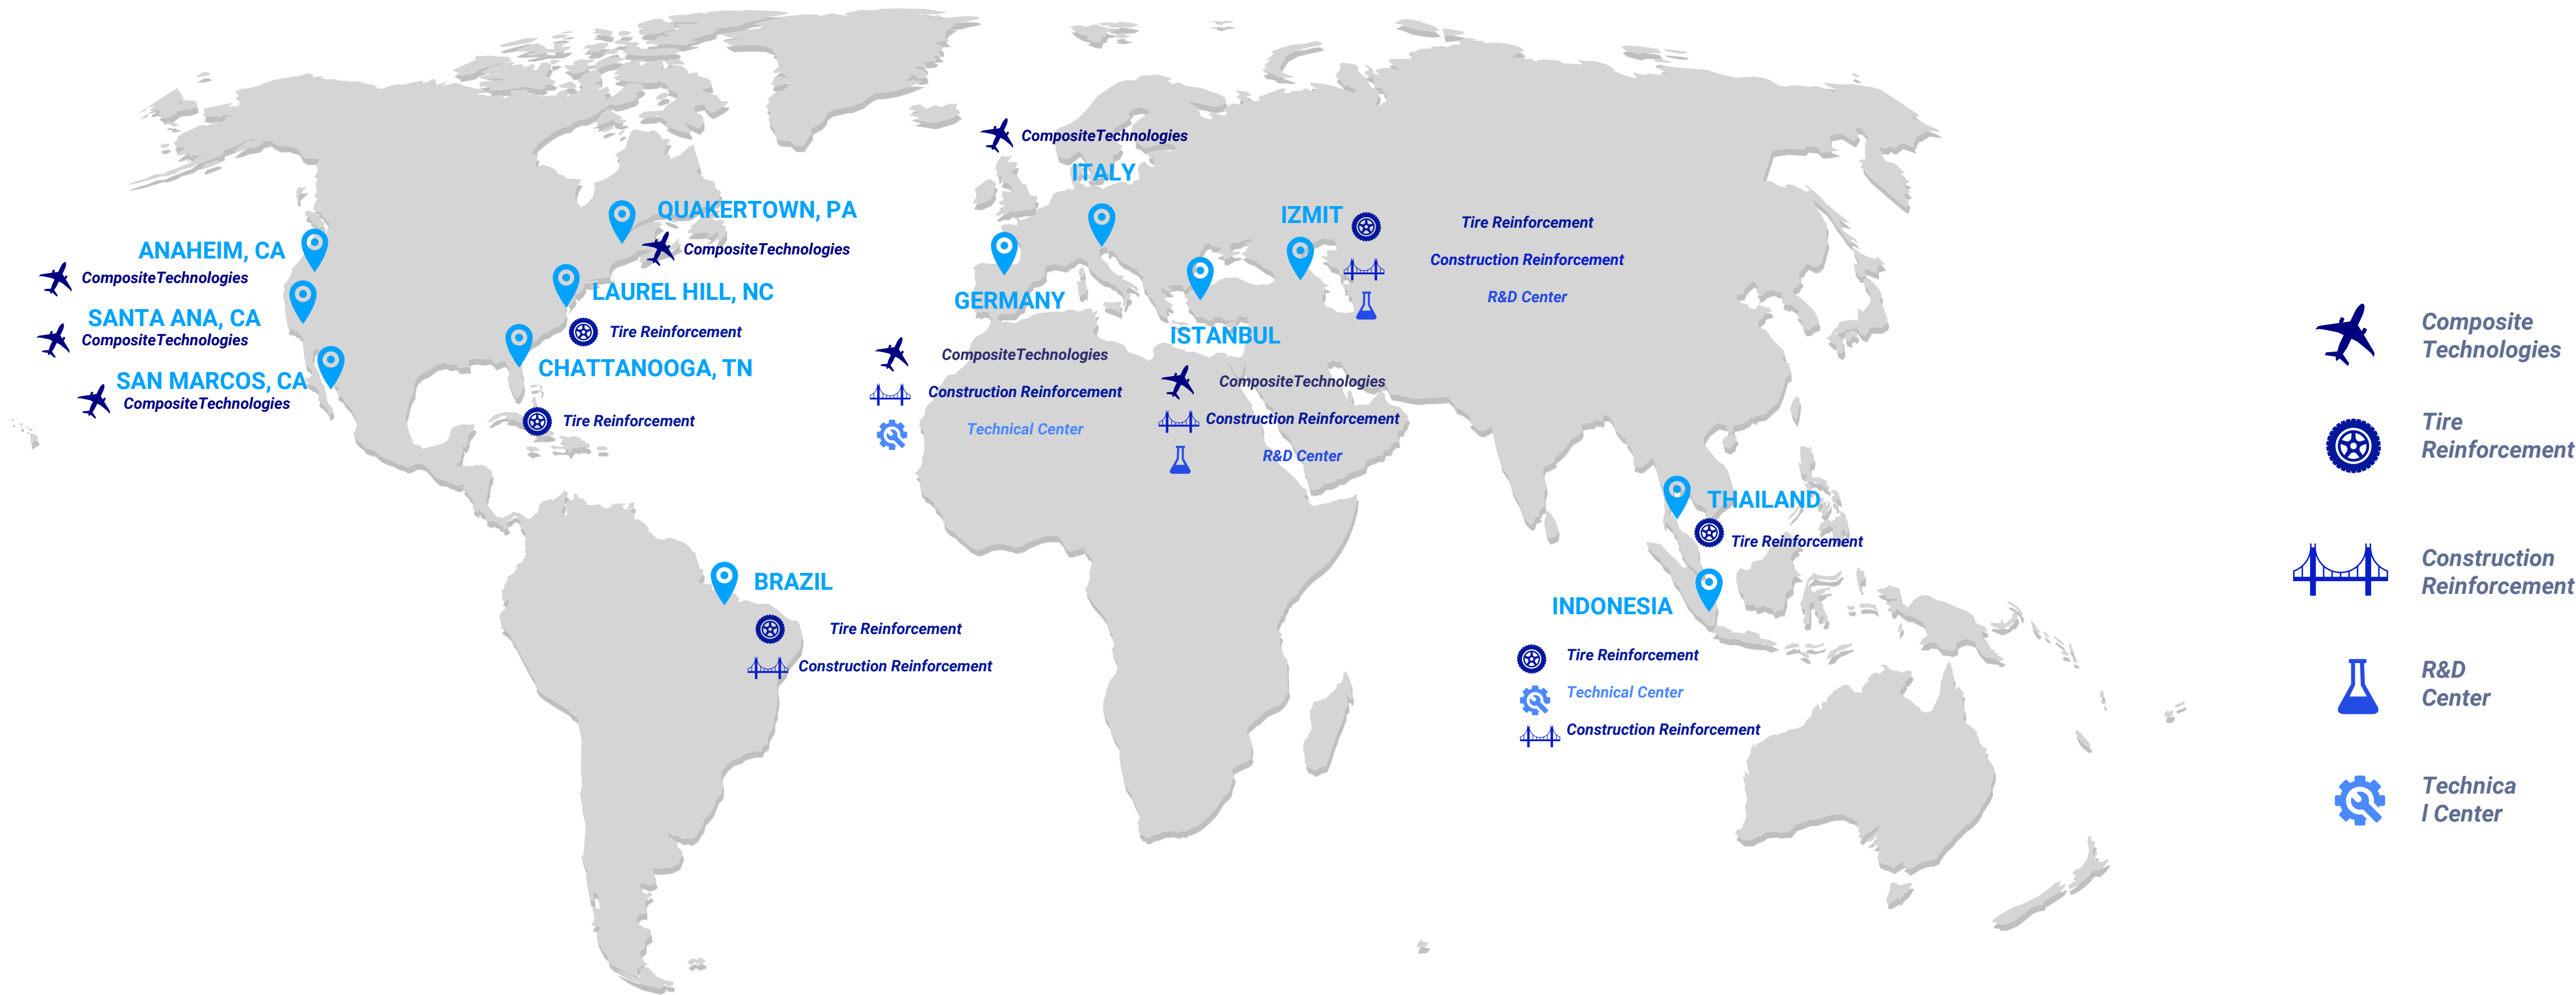 CompositeTechnologies
ITALY
QUAKERTOWN, PA
CompositeTechnologies
ANAHEIM, CA
CompositeTechnologies
SANTA ANA, CA
CompositeTechnologies
SAN MARCOS, CA
CompositeTechnologies
LAUREL HILL, NC
Tire Reinforcement
CHATTANOOGA, TN
Tire Reinforcement
BRAZIL
Tire Reinforcement
Construction Reinforcement
GERMANY
CompositeTechnologies
Construction Reinforcement
Technical Center
ISTANBUL
CompositeTechnologies
Construction Reinforcement
R&D Center
IZMIT
Tire Reinforcement
Construction Reinforcement
R&D Center
THAILAND
Tire Reinforcement
INDONESIA
Tire Reinforcement
Technical Center
Construction Reinforcement
Composite
Technologies
Tire
Reinforcement
Construction
Reinforcement
R&D
Center
Technica
l Center